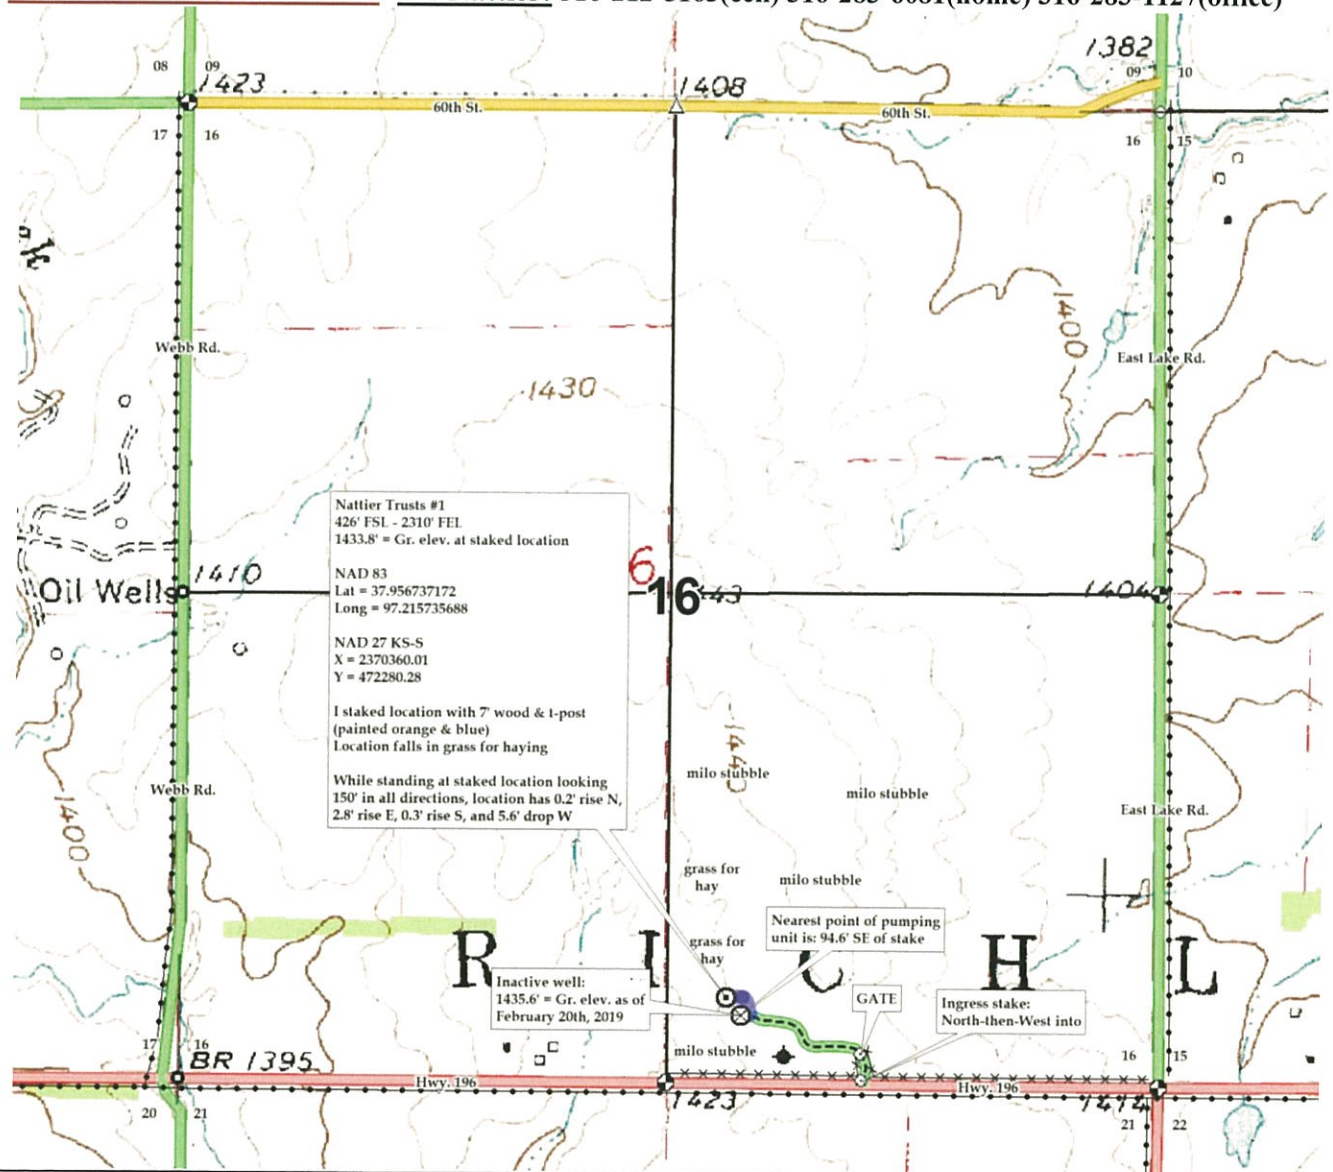 08 09
1423
1408
1382
09 10
60th St.
60th St.
17 16
16 15
Webb Rd.
1400
East Lake Rd.
1430
Nattier Trusts #1
426' FSL - 2310' FEL
1433.8' = Gr. elev. at staked location
NAD 83
Lat = 37.956737172
Long = 97.215735688
NAD 27 KS-S
X = 2370360.01
Y = 472280.28
I staked location with 7' wood & t-post
(painted orange & blue)
Location falls in grass for haying
While standing at staked location looking
150' in all directions, location has 0.2' rise N,
2.8' rise E, 0.3' rise S, and 5.6' drop W
1410
Oil Wells
6
16
1404
milo stubble
milo stubble
Webb Rd.
East Lake Rd.
1400
grass for
hay
milo stubble
Nearest point of pumping
unit is: 94.6' SE of stake
grass for
hay
R I C H L
Inactive well:
1435.6' = Gr. elev. as of
February 20th, 2019
GATE
Ingress stake:
North-then-West into
17 16
milo stubble
16 15
BR 1395
Hwy. 196
Hwy. 196
1423
1414
20 21
21 22